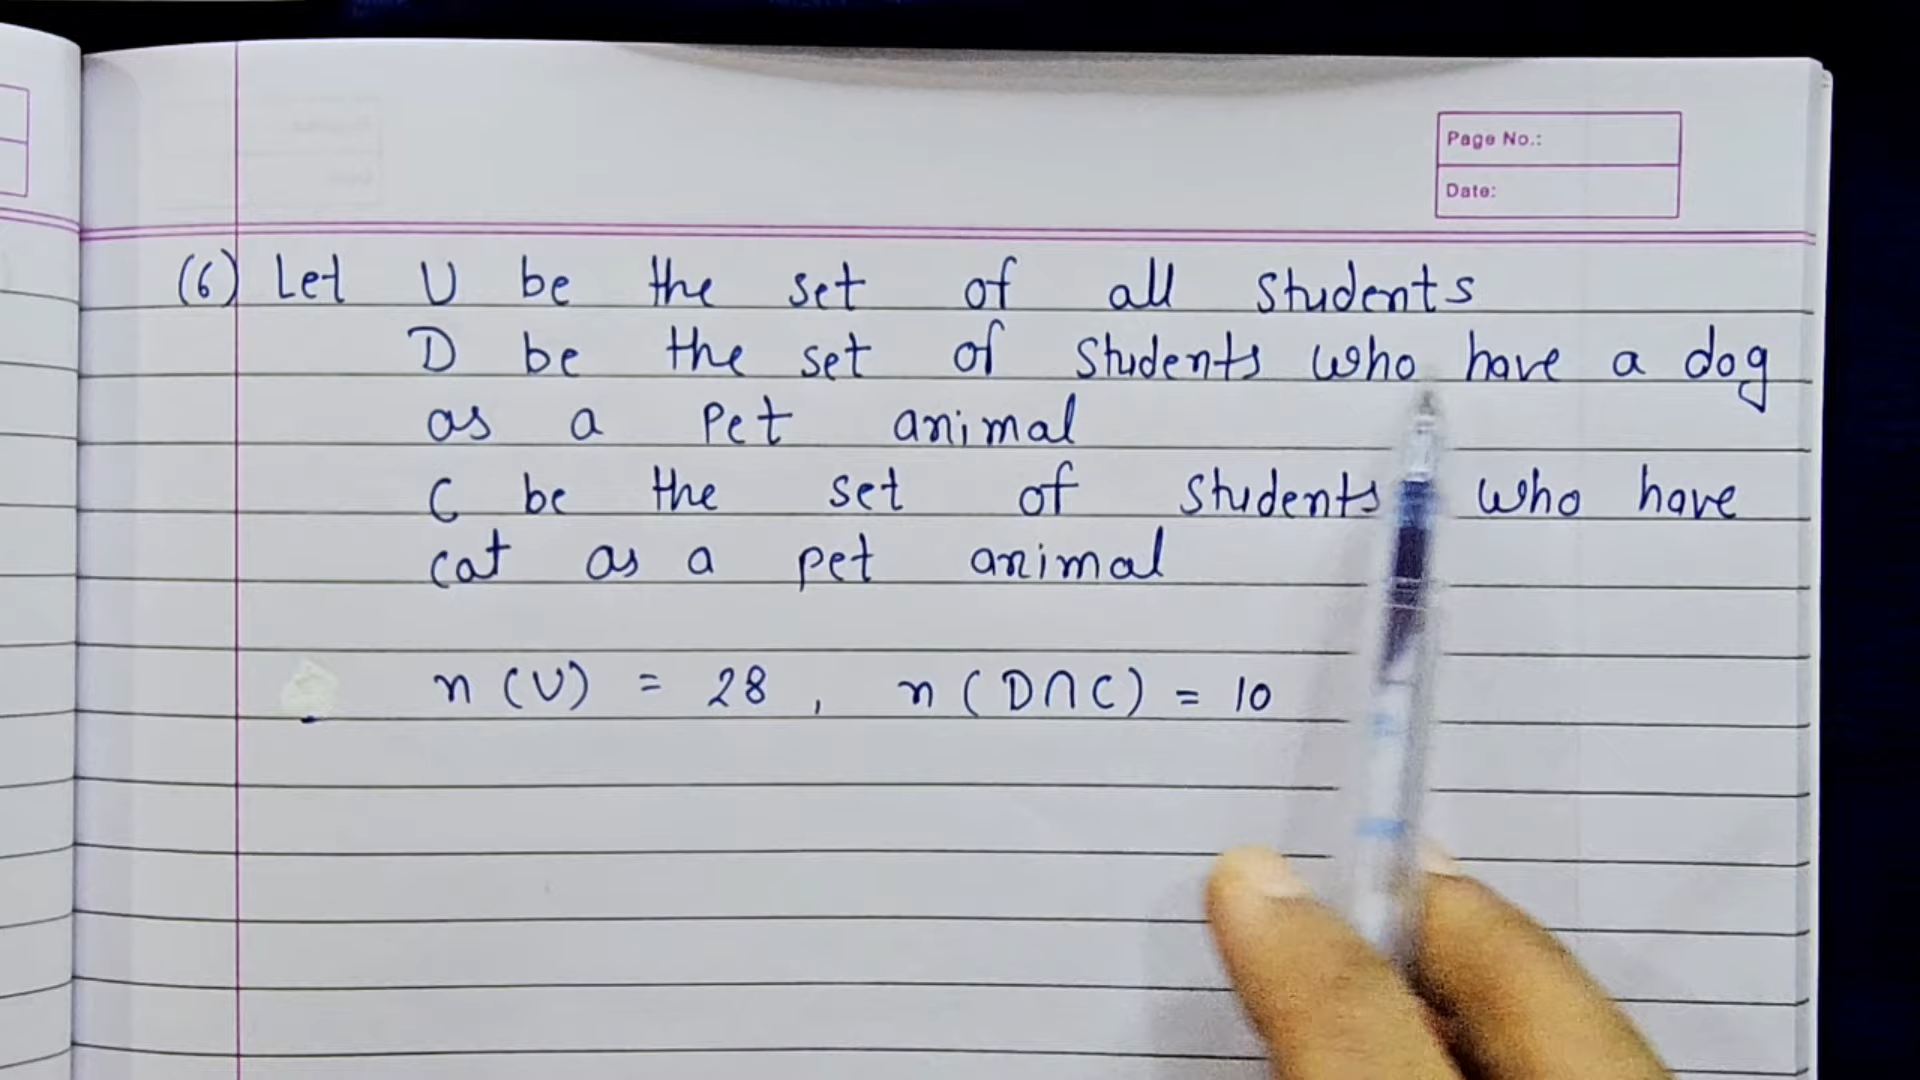 Page No.:
Date:
(6) Let U be the set of all students
D be the set of students who have a dog
as a pet animal
C be the set of students who have
cat as a pet animal
n (U) = 28 , n (D∩C) = 10